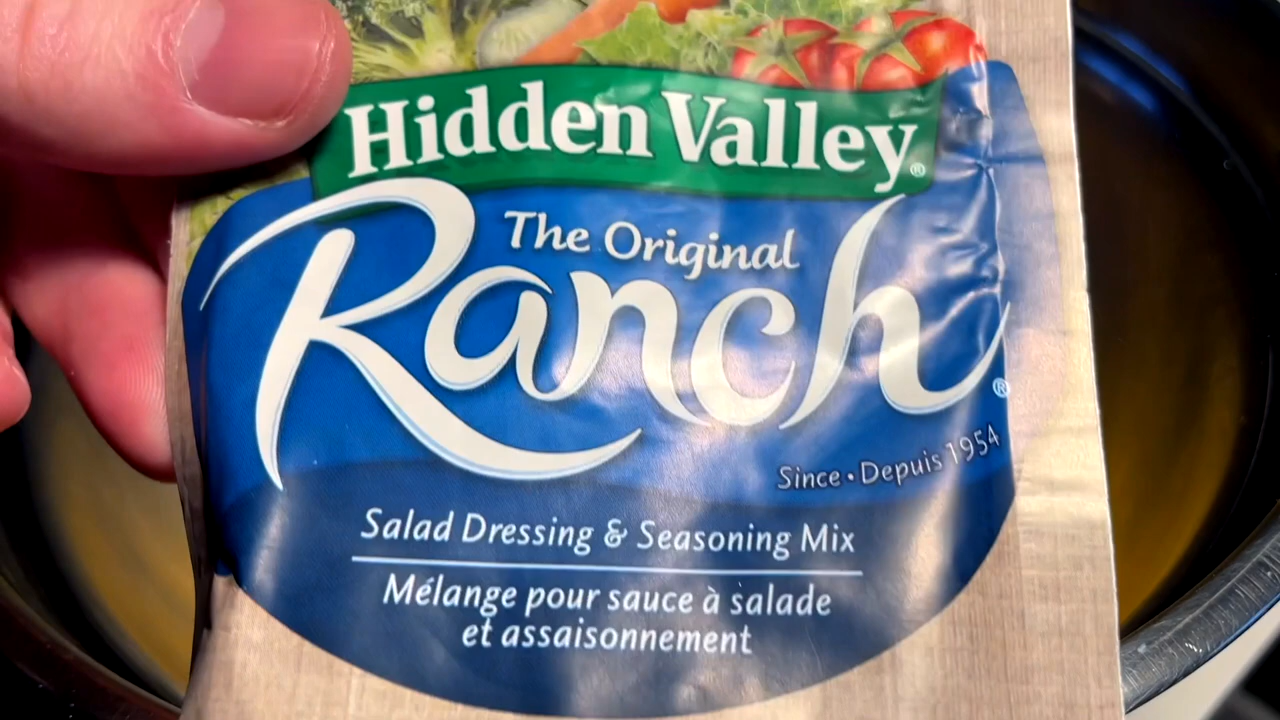 Hidden Valley®
The Original
Ranch®
Since • Depuis 1954
Salad Dressing & Seasoning Mix
Mélange pour sauce à salade
et assaisonnement